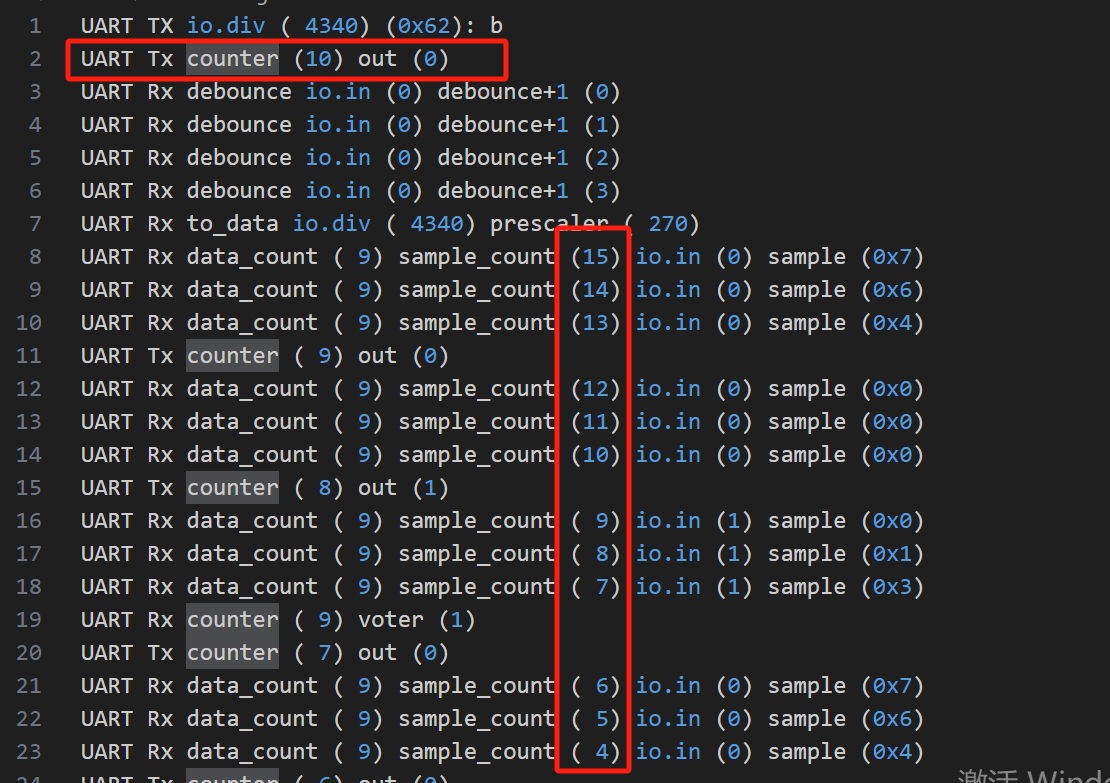 1 UART TX io.div ( 4340) (0x62): b
2 UART Tx counter (10) out (0)
3 UART Rx debounce io.in (0) debounce+1 (0)
4 UART Rx debounce io.in (0) debounce+1 (1)
5 UART Rx debounce io.in (0) debounce+1 (2)
6 UART Rx debounce io.in (0) debounce+1 (3)
7 UART Rx to_data io.div ( 4340) prescaler ( 270)
8 UART Rx data_count ( 9) sample_count (15) io.in (0) sample (0x7)
9 UART Rx data_count ( 9) sample_count (14) io.in (0) sample (0x6)
10 UART Rx data_count ( 9) sample_count (13) io.in (0) sample (0x4)
11 UART Tx counter ( 9) out (0)
12 UART Rx data_count ( 9) sample_count (12) io.in (0) sample (0x0)
13 UART Rx data_count ( 9) sample_count (11) io.in (0) sample (0x0)
14 UART Rx data_count ( 9) sample_count (10) io.in (0) sample (0x0)
15 UART Tx counter ( 8) out (1)
16 UART Rx data_count ( 9) sample_count ( 9) io.in (1) sample (0x0)
17 UART Rx data_count ( 9) sample_count ( 8) io.in (1) sample (0x1)
18 UART Rx data_count ( 9) sample_count ( 7) io.in (1) sample (0x3)
19 UART Rx counter ( 9) voter (1)
20 UART Tx counter ( 7) out (0)
21 UART Rx data_count ( 9) sample_count ( 6) io.in (0) sample (0x7)
22 UART Rx data_count ( 9) sample_count ( 5) io.in (0) sample (0x6)
23 UART Rx data_count ( 9) sample_count ( 4) io.in (0) sample (0x4)
24 UART Tx counter ( 6) out (0)
激活 Windo